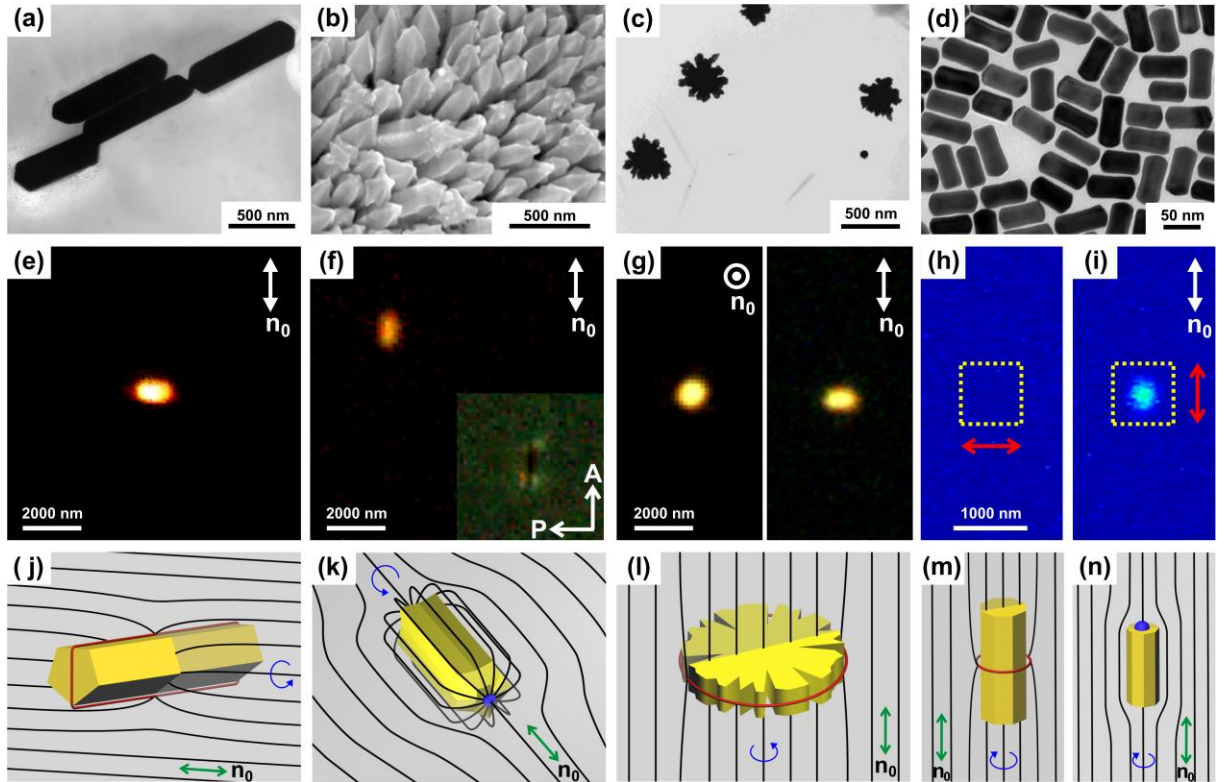 (a) (b) (c) (d)
500 nm 500 nm 500 nm 50 nm
(e) (f) (g) (h) (i)
n0 n0 n0 n0 n0
A
P
2000 nm 2000 nm 2000 nm 1000 nm
(j) (k) (l) (m) (n)
n0 n0 n0 n0 n0